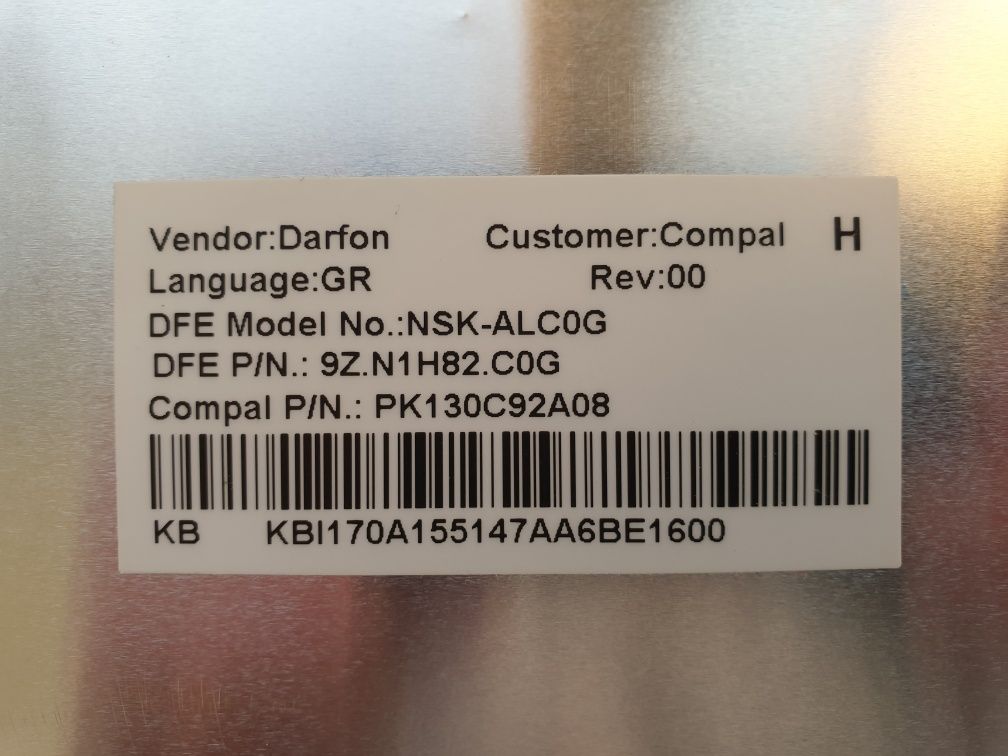 Vendor:Darfon Customer:Compal H
Language:GR Rev:00
DFE Model No.:NSK-ALC0G
DFE P/N.: 9Z.N1H82.C0G
Compal P/N.: PK130C92A08
KB KBI170A155147AA6BE1600